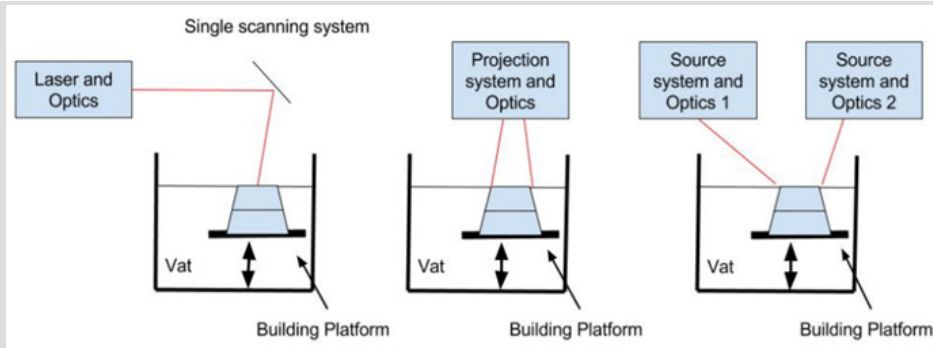 Single scanning system
Laser and
Optics
Vat
Building Platform
Projection
system and
Optics
Vat
Building Platform
Source
system and
Optics 1
Source
system and
Optics 2
Vat
Building Platform